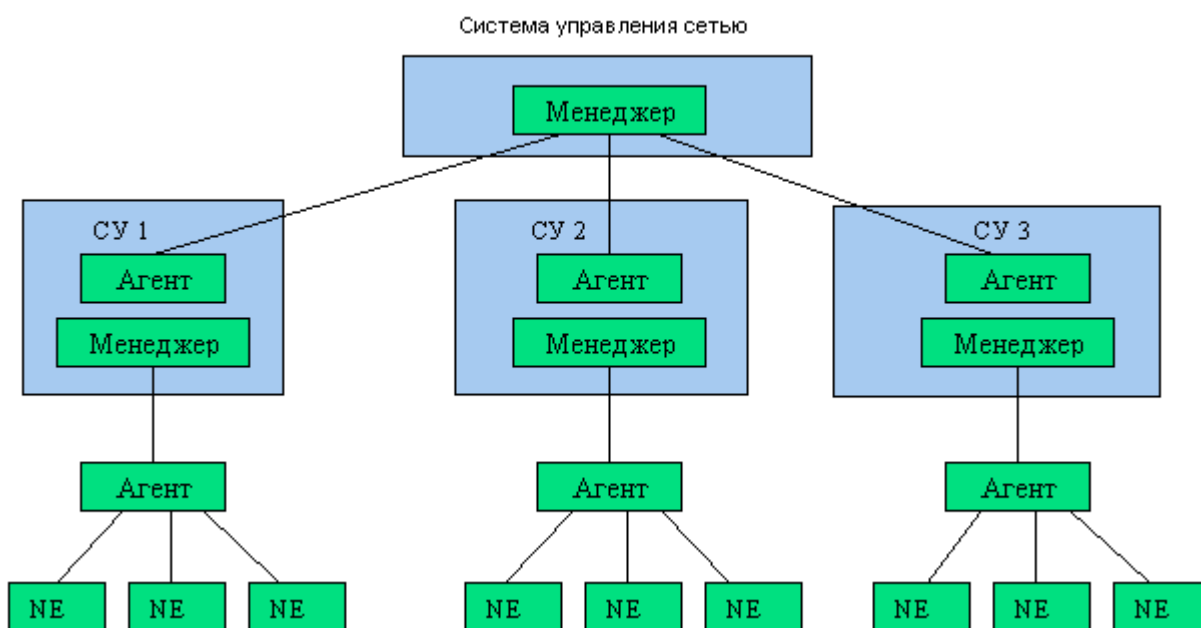 Система управления сетью
Менеджер
СУ 1
СУ 2
СУ 3
Агент
Агент
Агент
Менеджер
Менеджер
Менеджер
Агент
Агент
Агент
NE
NE
NE
NE
NE
NE
NE
NE
NE